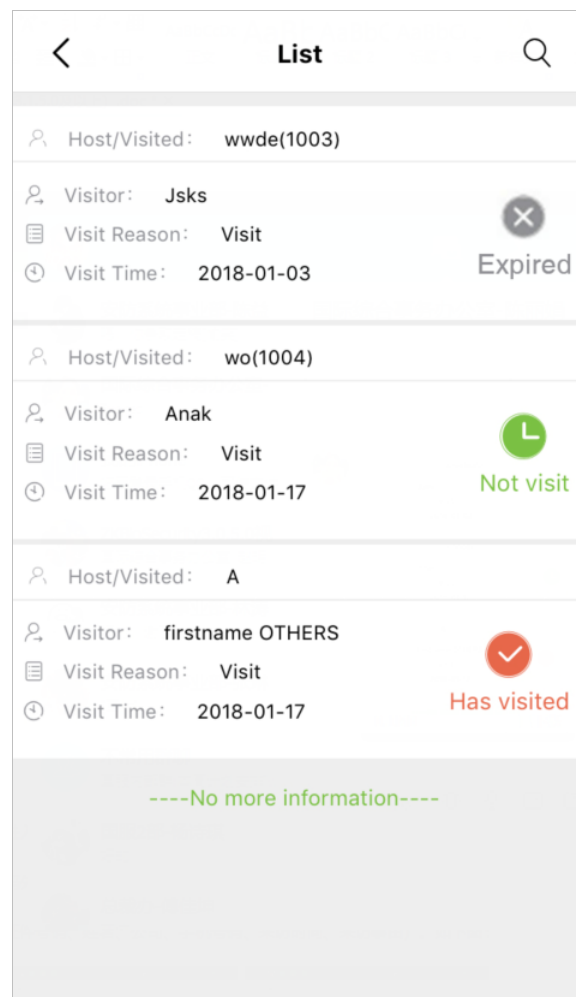 List
Host/Visited: wwde(1003)
Visitor: Jsks
Visit Reason: Visit
Visit Time: 2018-01-03
Expired
Host/Visited: wo(1004)
Visitor: Anak
Visit Reason: Visit
Visit Time: 2018-01-17
Not visit
Host/Visited: A
Visitor: firstname OTHERS
Visit Reason: Visit
Visit Time: 2018-01-17
Has visited
----No more information----